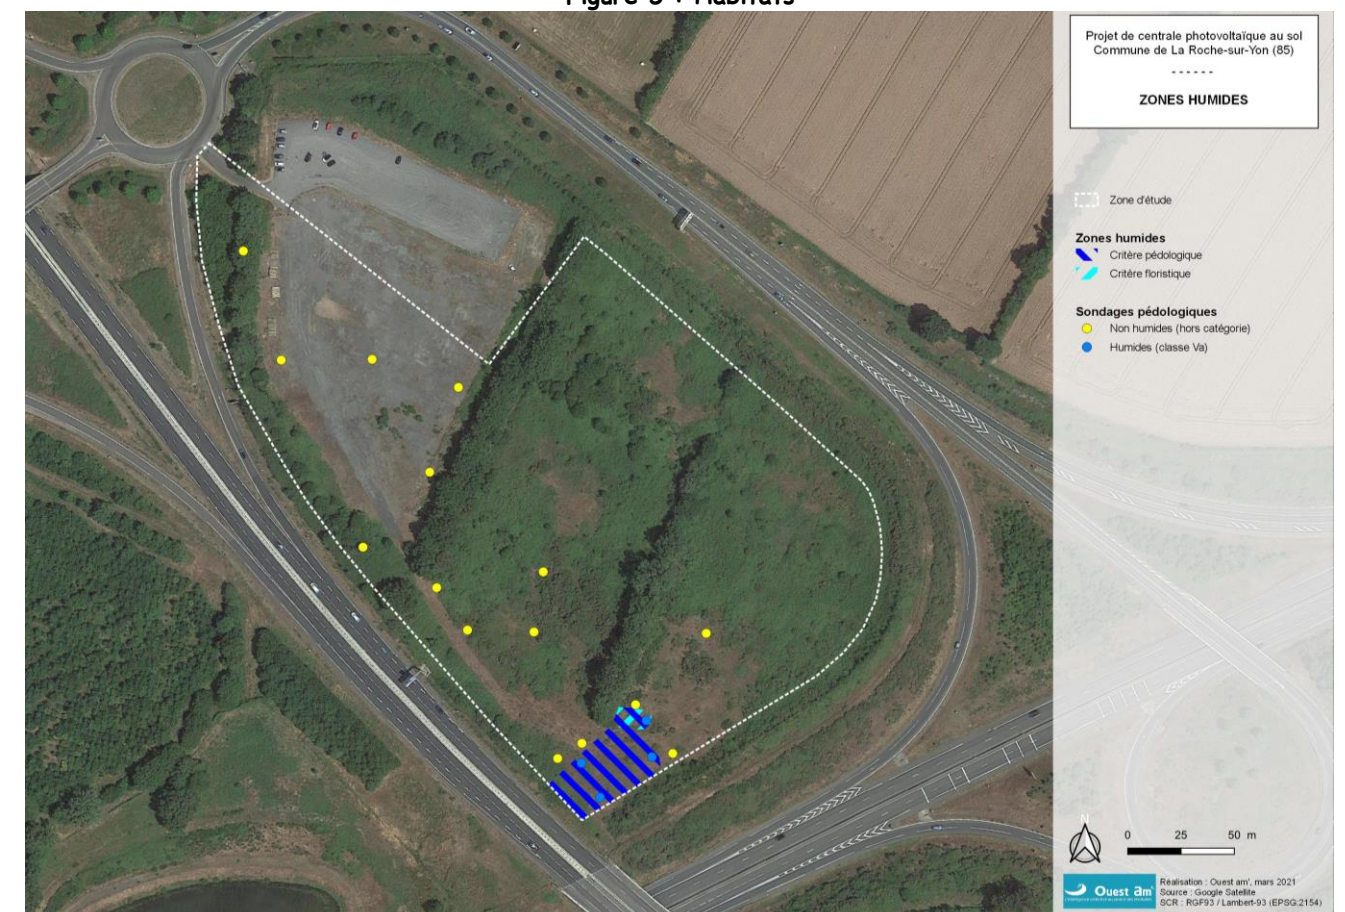 Figure 5 : Habitats
Projet de centrale photovoltaïque au sol
Commune de La Roche-sur-Yon (85)
- - - - - -
ZONES HUMIDES
Zone d'étude
Zones humides
Critère pédologique
Critère floristique
Sondages pédologiques
Non humides (hors catégorie)
Humides (classe Va)
N
0 25 50 m
Ouest am'
Réalisation : Ouest am', mars 2021
Source : Google Satellite
SCR : RGF93 / Lambert-93 (EPSG:2154)